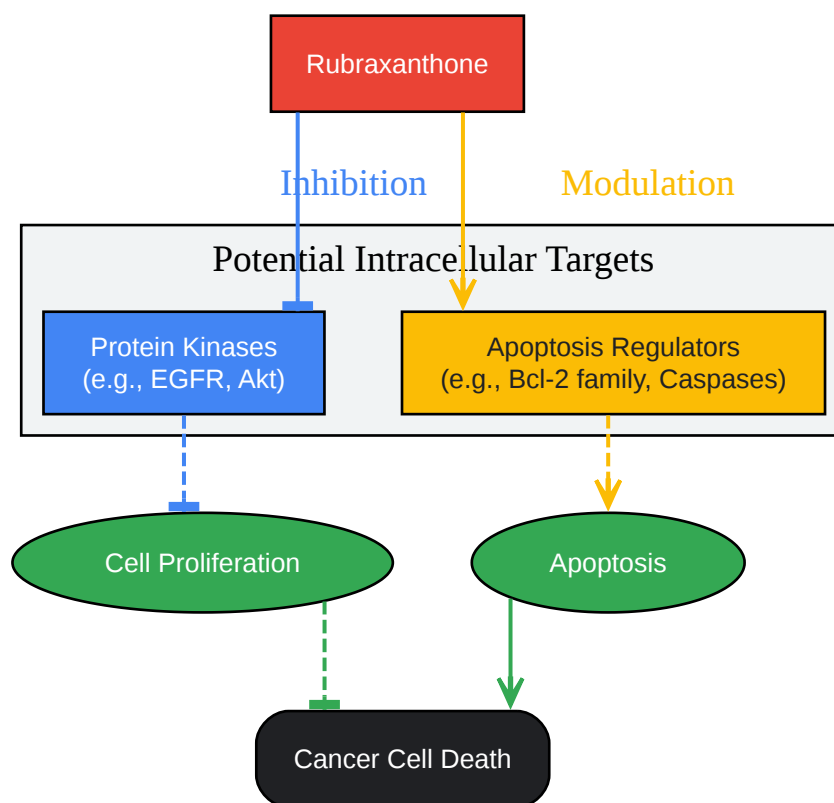 Rubraxanthone
Inhibition
Modulation
Potential Intracellular Targets
Protein Kinases
(e.g., EGFR, Akt)
Apoptosis Regulators
(e.g., Bcl-2 family, Caspases)
Cell Proliferation
Apoptosis
Cancer Cell Death